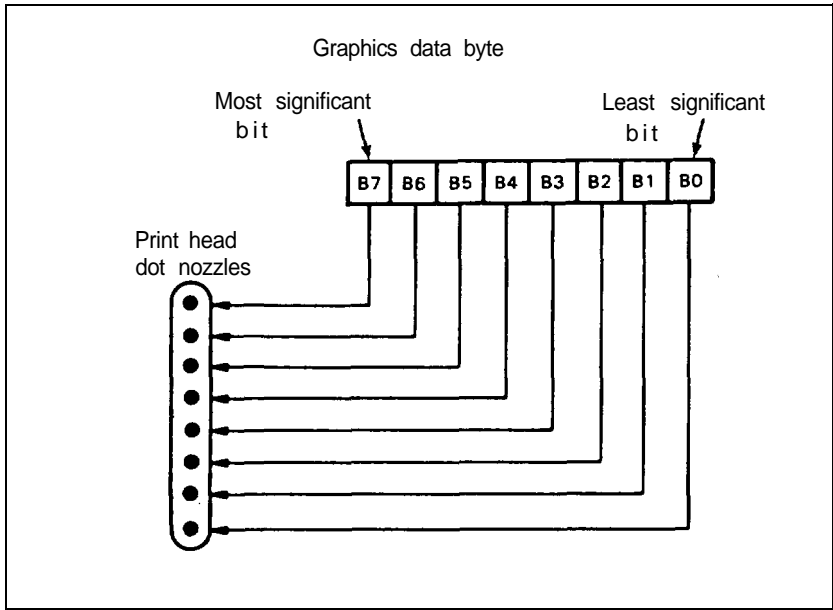 Graphics data byte
Most significant bit
Least significant bit
B7 B6 B5 B4 B3 B2 B1 B0
Print head
dot nozzles